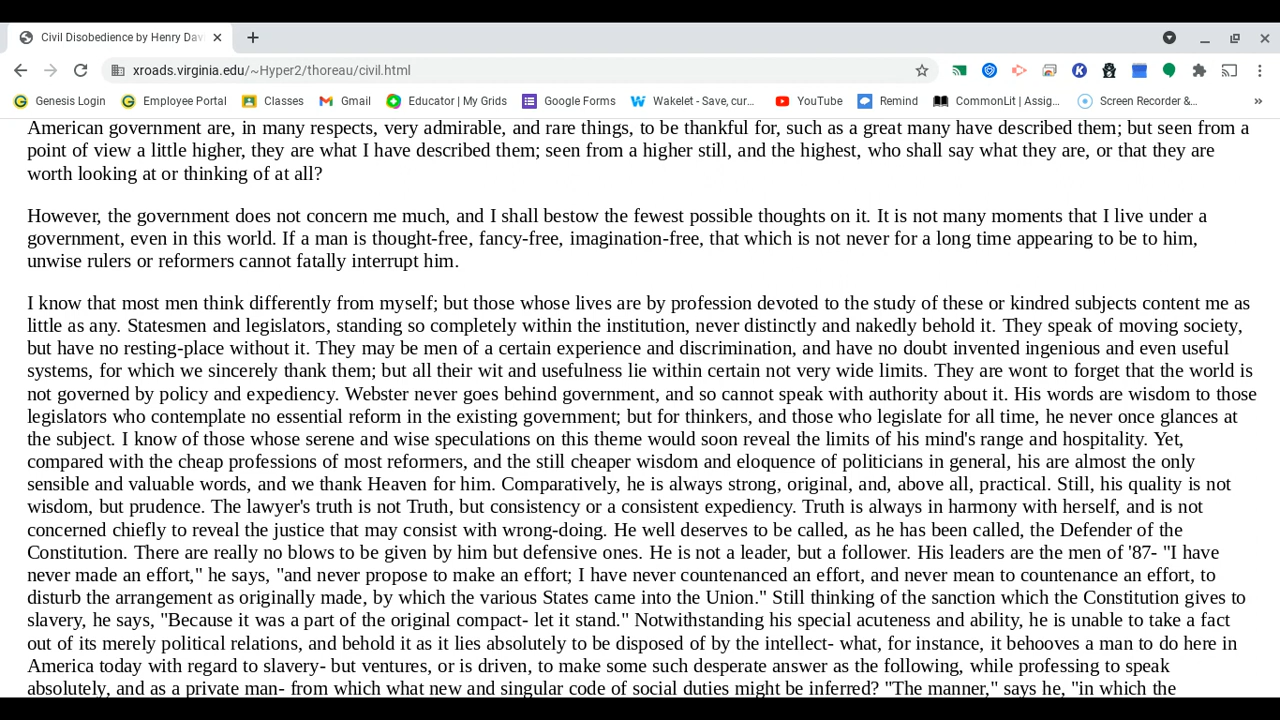 Civil Disobedience by Henry Dav
xroads.virginia.edu/~Hyper2/thoreau/civil.html
Genesis Login Employee Portal Classes Gmail Educator | My Grids Google Forms Wakelet - Save, cur... YouTube Remind CommonLit | Assig... Screen Recorder &... »
American government are, in many respects, very admirable, and rare things, to be thankful for, such as a great many have described them; but seen from a
point of view a little higher, they are what I have described them; seen from a higher still, and the highest, who shall say what they are, or that they are
worth looking at or thinking of at all?
However, the government does not concern me much, and I shall bestow the fewest possible thoughts on it. It is not many moments that I live under a
government, even in this world. If a man is thought-free, fancy-free, imagination-free, that which is not never for a long time appearing to be to him,
unwise rulers or reformers cannot fatally interrupt him.
I know that most men think differently from myself; but those whose lives are by profession devoted to the study of these or kindred subjects content me as
little as any. Statesmen and legislators, standing so completely within the institution, never distinctly and nakedly behold it. They speak of moving society,
but have no resting-place without it. They may be men of a certain experience and discrimination, and have no doubt invented ingenious and even useful
systems, for which we sincerely thank them; but all their wit and usefulness lie within certain not very wide limits. They are wont to forget that the world is
not governed by policy and expediency. Webster never goes behind government, and so cannot speak with authority about it. His words are wisdom to those
legislators who contemplate no essential reform in the existing government; but for thinkers, and those who legislate for all time, he never once glances at
the subject. I know of those whose serene and wise speculations on this theme would soon reveal the limits of his mind's range and hospitality. Yet,
compared with the cheap professions of most reformers, and the still cheaper wisdom and eloquence of politicians in general, his are almost the only
sensible and valuable words, and we thank Heaven for him. Comparatively, he is always strong, original, and, above all, practical. Still, his quality is not
wisdom, but prudence. The lawyer's truth is not Truth, but consistency or a consistent expediency. Truth is always in harmony with herself, and is not
concerned chiefly to reveal the justice that may consist with wrong-doing. He well deserves to be called, as he has been called, the Defender of the
Constitution. There are really no blows to be given by him but defensive ones. He is not a leader, but a follower. His leaders are the men of '87- "I have
never made an effort," he says, "and never propose to make an effort; I have never countenanced an effort, and never mean to countenance an effort, to
disturb the arrangement as originally made, by which the various States came into the Union." Still thinking of the sanction which the Constitution gives to
slavery, he says, "Because it was a part of the original compact- let it stand." Notwithstanding his special acuteness and ability, he is unable to take a fact
out of its merely political relations, and behold it as it lies absolutely to be disposed of by the intellect- what, for instance, it behooves a man to do here in
America today with regard to slavery- but ventures, or is driven, to make some such desperate answer as the following, while professing to speak
absolutely, and as a private man- from which what new and singular code of social duties might be inferred? "The manner," says he, "in which the